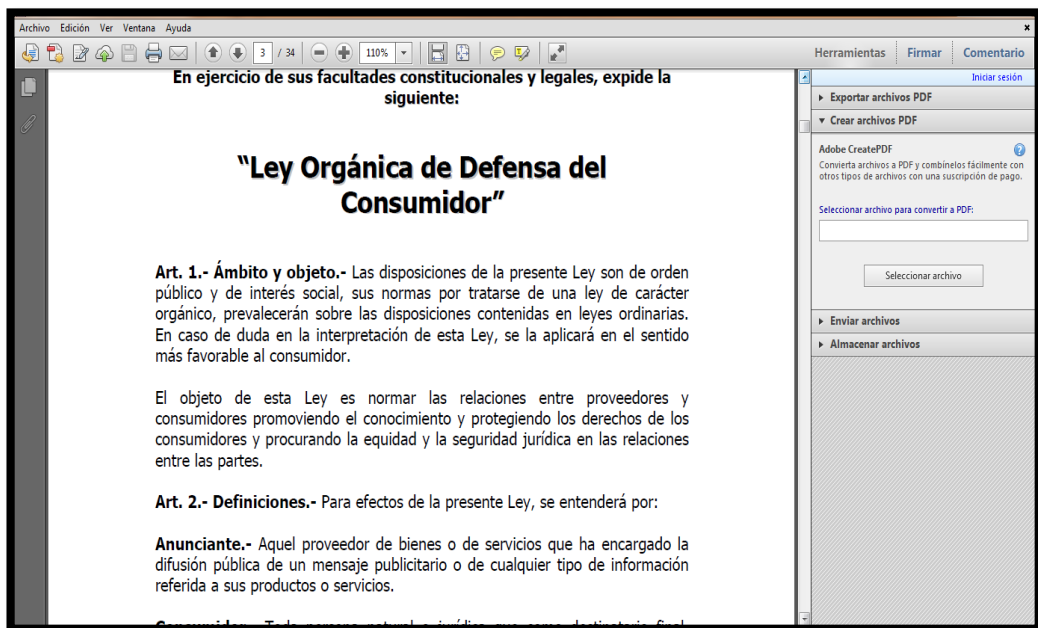 Archivo Edición Ver Ventana Ayuda
3 / 34 110% Herramientas Firmar Comentario
Iniciar sesión
Exportar archivos PDF
Crear archivos PDF
Adobe CreatePDF
Convierta archivos a PDF y combínelos fácilmente con
otros tipos de archivos con una suscripción de pago.
Seleccionar archivo para convertir a PDF:
Seleccionar archivo
Enviar archivos
Almacenar archivos
En ejercicio de sus facultades constitucionales y legales, expide la
siguiente:
“Ley Orgánica de Defensa del
Consumidor”
Art. 1.- Ámbito y objeto.- Las disposiciones de la presente Ley son de orden
público y de interés social, sus normas por tratarse de una ley de carácter
orgánico, prevalecerán sobre las disposiciones contenidas en leyes ordinarias.
En caso de duda en la interpretación de esta Ley, se la aplicará en el sentido
más favorable al consumidor.
El objeto de esta Ley es normar las relaciones entre proveedores y
consumidores promoviendo el conocimiento y protegiendo los derechos de los
consumidores y procurando la equidad y la seguridad jurídica en las relaciones
entre las partes.
Art. 2.- Definiciones.- Para efectos de la presente Ley, se entenderá por:
Anunciante.- Aquel proveedor de bienes o de servicios que ha encargado la
difusión pública de un mensaje publicitario o de cualquier tipo de información
referida a sus productos o servicios.
Consumidor.- Toda persona natural o jurídica que como destinatario final